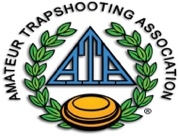 AMATEUR TRAPSHOOTING ASSOCIATION
ATA
®